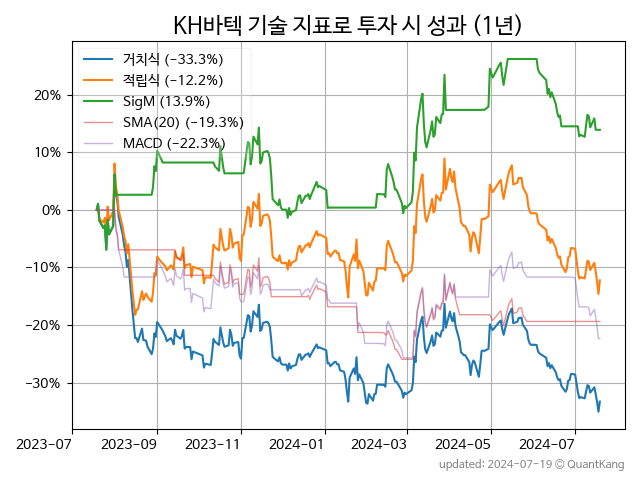 KH바텍 기술 지표로 투자 시 성과 (1년)
거치식 (−33.3%)
적립식 (−12.2%)
SigM (13.9%)
SMA(20) (−19.3%)
MACD (−22.3%)
20%
10%
0%
−10%
−20%
−30%
2023-07
2023-09
2023-11
2024-01
2024-03
2024-05
2024-07
updated: 2024-07-19 © QuantKang